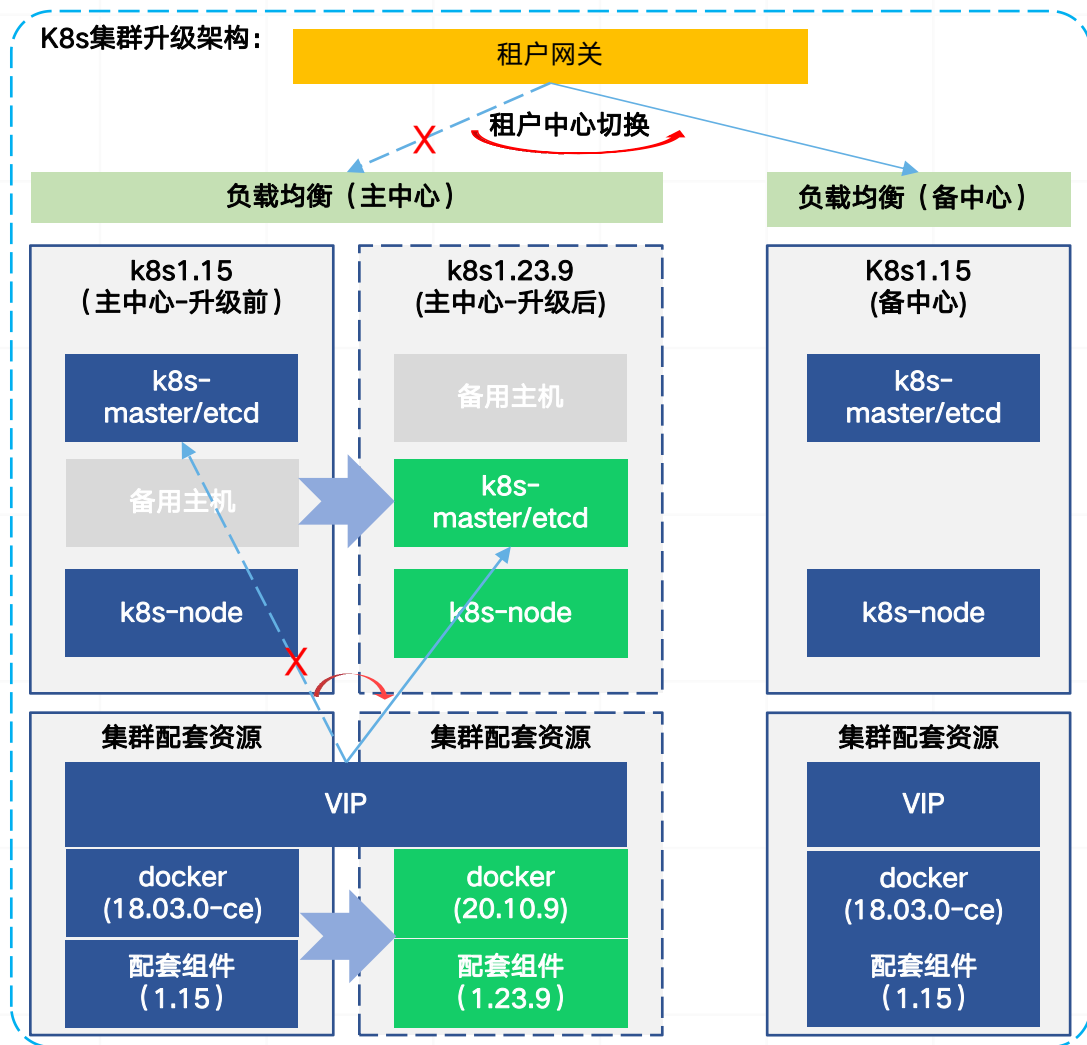 K8s集群升级架构：
租户网关
X
租户中心切换
负载均衡（主中心）
负载均衡（备中心）
k8s1.15
（主中心-升级前）
k8s-
master/etcd
备用主机
k8s-node
X
k8s1.23.9
(主中心-升级后)
备用主机
k8s-
master/etcd
k8s-node
K8s1.15
(备中心)
k8s-
master/etcd
k8s-node
集群配套资源
集群配套资源
VIP
docker
(18.03.0-ce)
配套组件
（1.15）
docker
(20.10.9)
配套组件
（1.23.9）
集群配套资源
VIP
docker
(18.03.0-ce)
配套组件
（1.15）